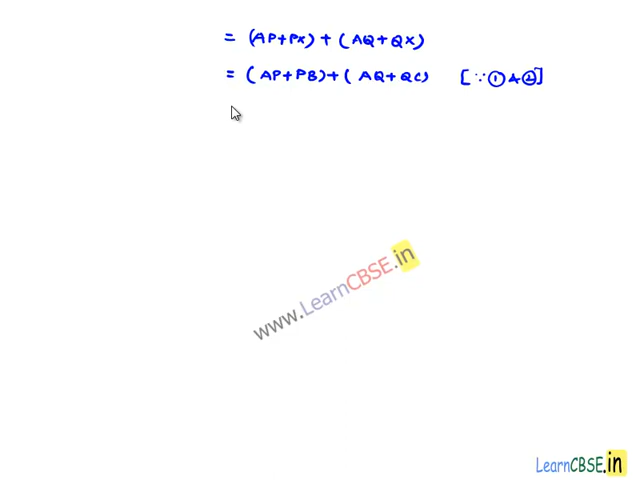 = (AP+PX) + (AQ+QX)
= (AP+PB)+(AQ+QC) [∵ ① & ②]
www.LearnCBSE.in
LearnCBSE.in